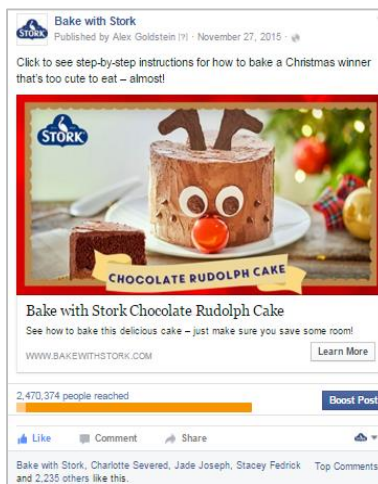 Bake with Stork
Published by Alex Goldstein [?] · November 27, 2015 ·
Click to see step-by-step instructions for how to bake a Christmas winner
that's too cute to eat – almost!
STORK
STORK
CHOCOLATE RUDOLPH CAKE
Bake with Stork Chocolate Rudolph Cake
See how to bake this delicious cake – just make sure you save some room!
WWW.BAKEWITHSTORK.COM
Learn More
2,470,374 people reached
Boost Post
Like Comment Share
Bake with Stork, Charlotte Severed, Jade Joseph, Stacey Fedrick
and 2,235 others like this.
Top Comments